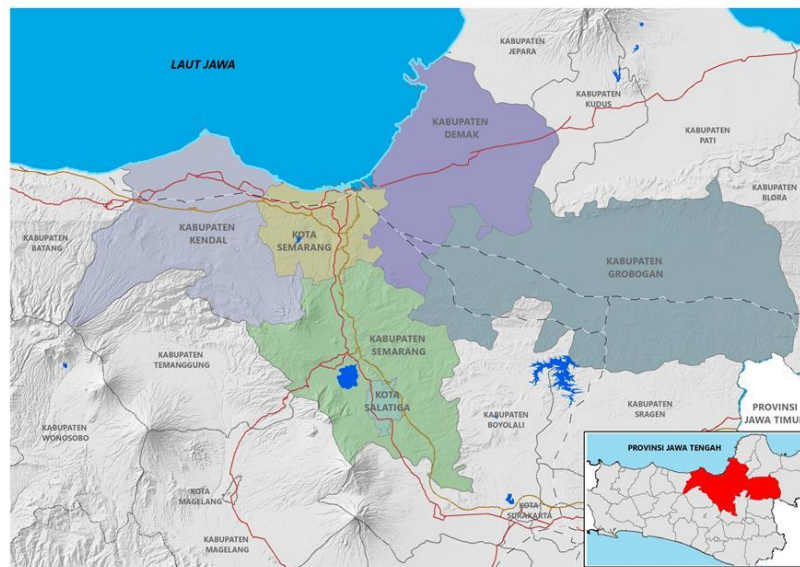 LAUT JAWA
KABUPATEN
JEPARA
KABUPATEN
KUDUS
KABUPATEN
DEMAK
KABUPATEN
PATI
KABUPATEN
BLORA
KABUPATEN
BATANG
KABUPATEN
KENDAL
KOTA
SEMARANG
KABUPATEN
GROBOGAN
KABUPATEN
TEMANGGUNG
KABUPATEN
SEMARANG
KOTA
SALATIGA
KABUPATEN
WONOSOBO
KABUPATEN
BOYOLALI
KABUPATEN
SRAGEN
PROVINSI
JAWA TIMUR
KOTA
MAGELANG
KOTA
SURAKARTA
KABUPATEN
MAGELANG
PROVINSI JAWA TENGAH